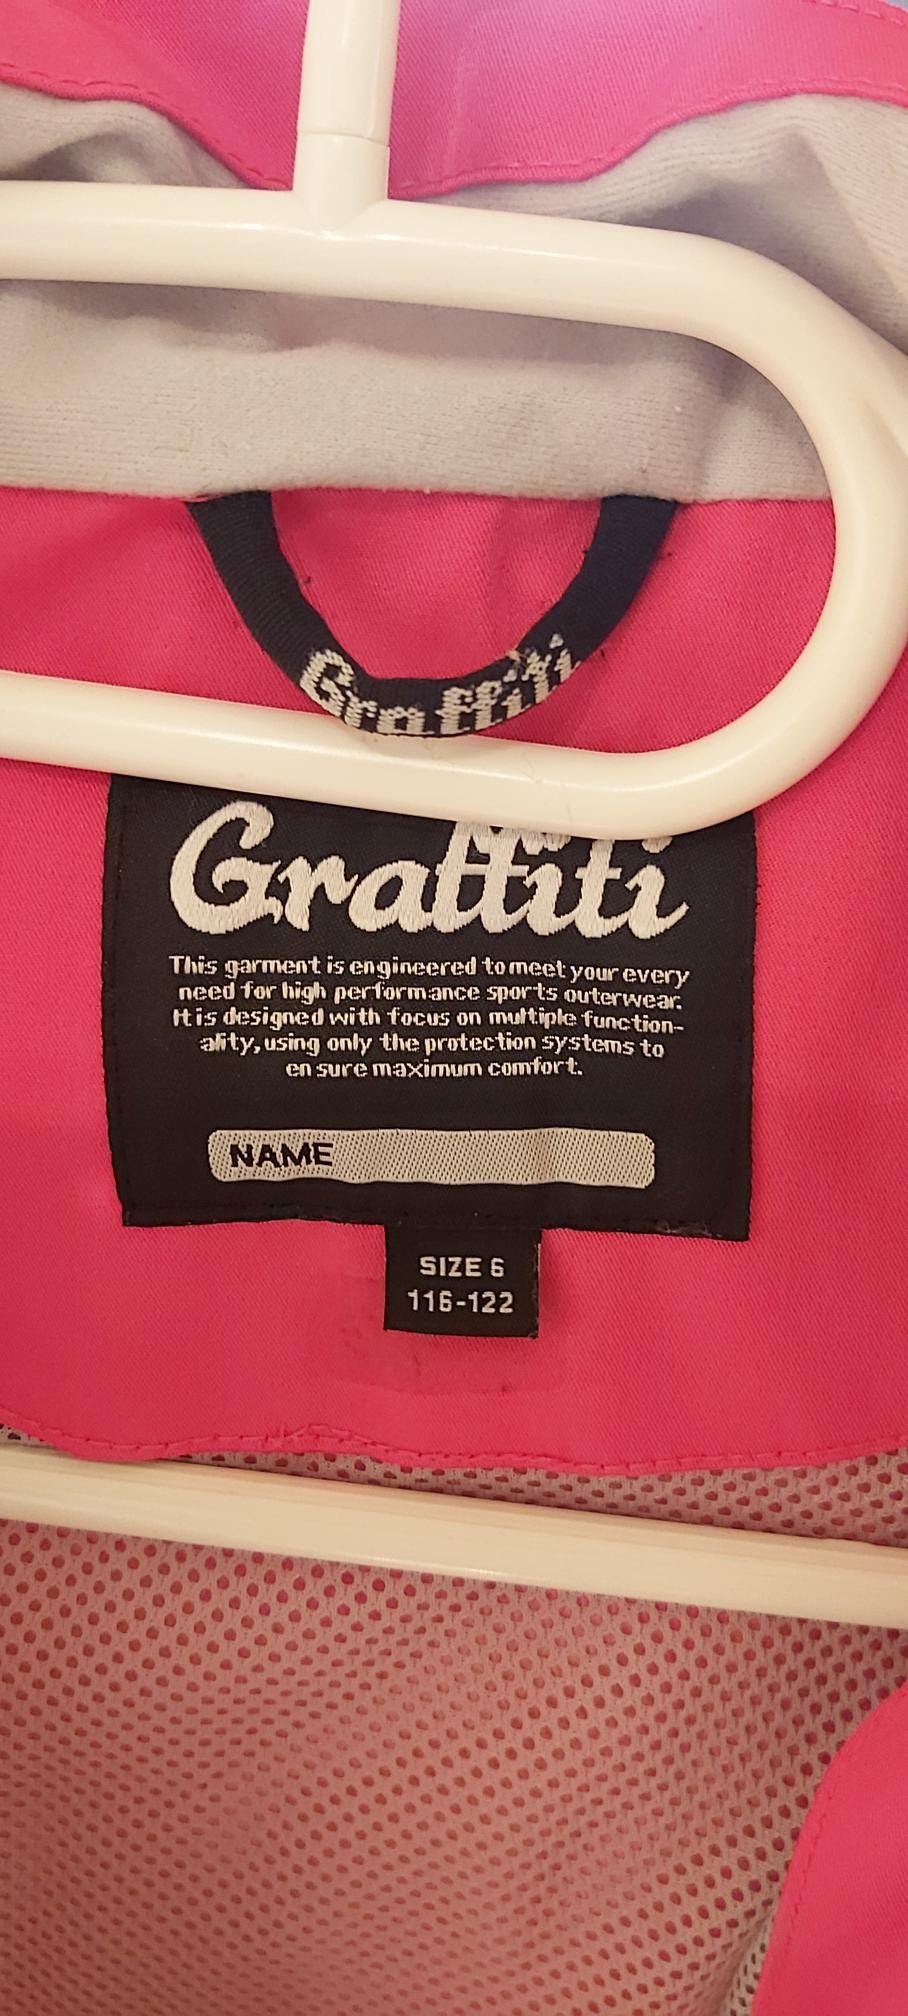 Graffiti
Graffiti
This garment is engineered to meet your every
need for high performance sports outerwear.
It is designed with focus on multiple function-
ality, using only the protection systems to
en sure maximum comfort.
NAME
SIZE 6
116-122